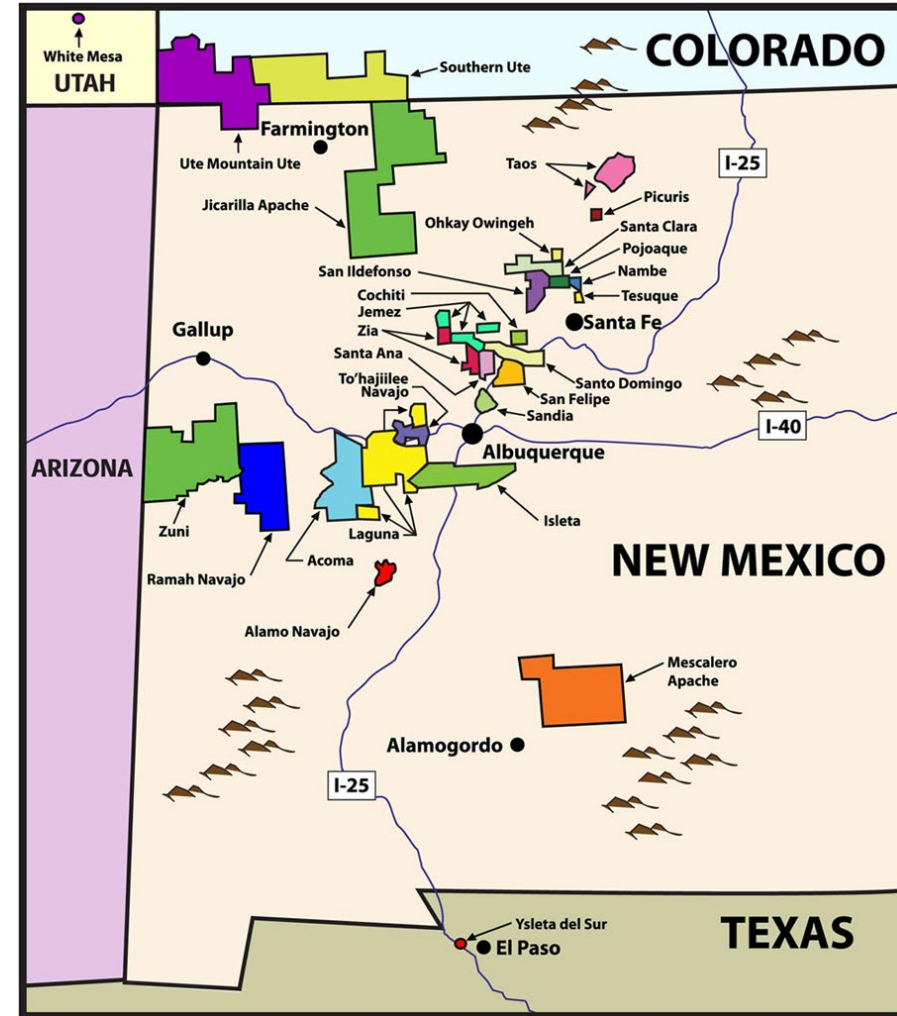 COLORADO
White Mesa
UTAH
Southern Ute
Farmington
Ute Mountain Ute
I-25
Taos
Picuris
Jicarilla Apache
Ohkay Owingeh
Santa Clara
Pojoaque
San Ildefonso
Nambe
Cochiti
Tesuque
Jemez
Gallup
Zia
Santa Fe
Santa Ana
To’hajiilee
Navajo
Santo Domingo
San Felipe
Sandia
I-40
ARIZONA
Albuquerque
Zuni
Isleta
Laguna
Acoma
NEW MEXICO
Ramah Navajo
Alamo Navajo
Mescalero
Apache
Alamogordo
I-25
Ysleta del Sur
El Paso
TEXAS